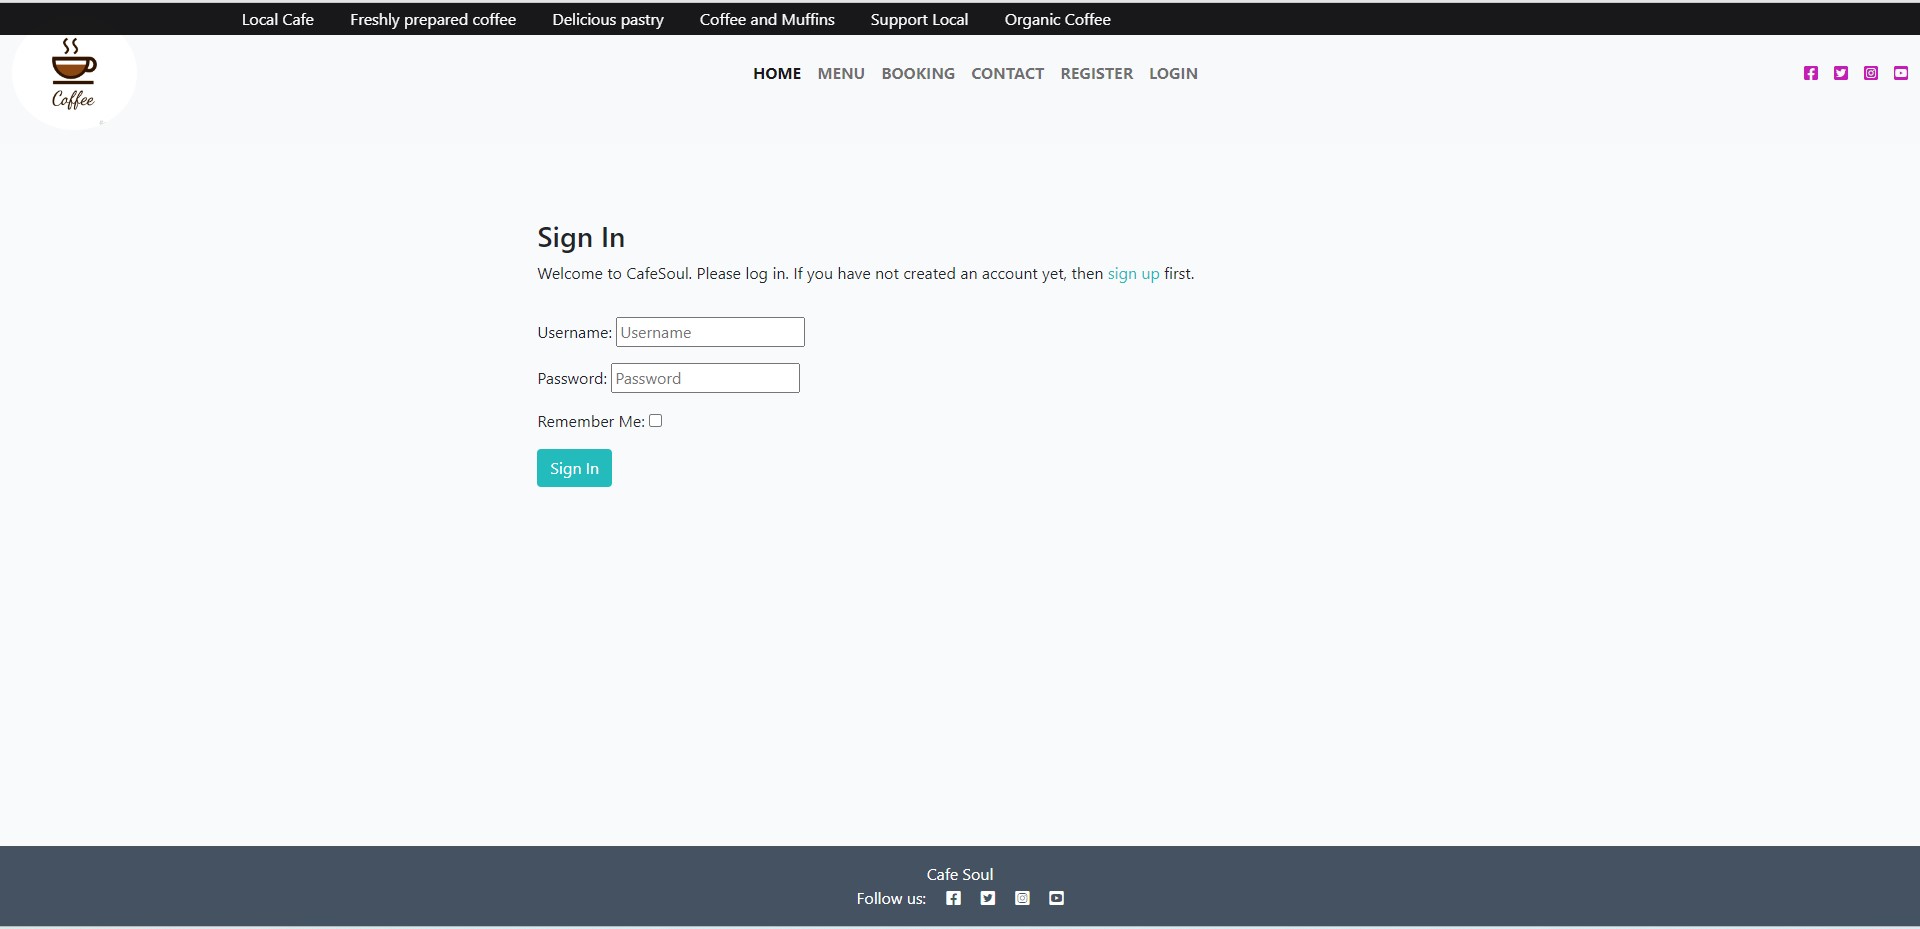 Local Cafe Freshly prepared coffee Delicious pastry Coffee and Muffins Support Local Organic Coffee
Coffee
HOME MENU BOOKING CONTACT REGISTER LOGIN
Sign In
Welcome to CafeSoul. Please log in. If you have not created an account yet, then sign up first.
Username: Username
Password: Password
Remember Me:
Sign In
Cafe Soul
Follow us: